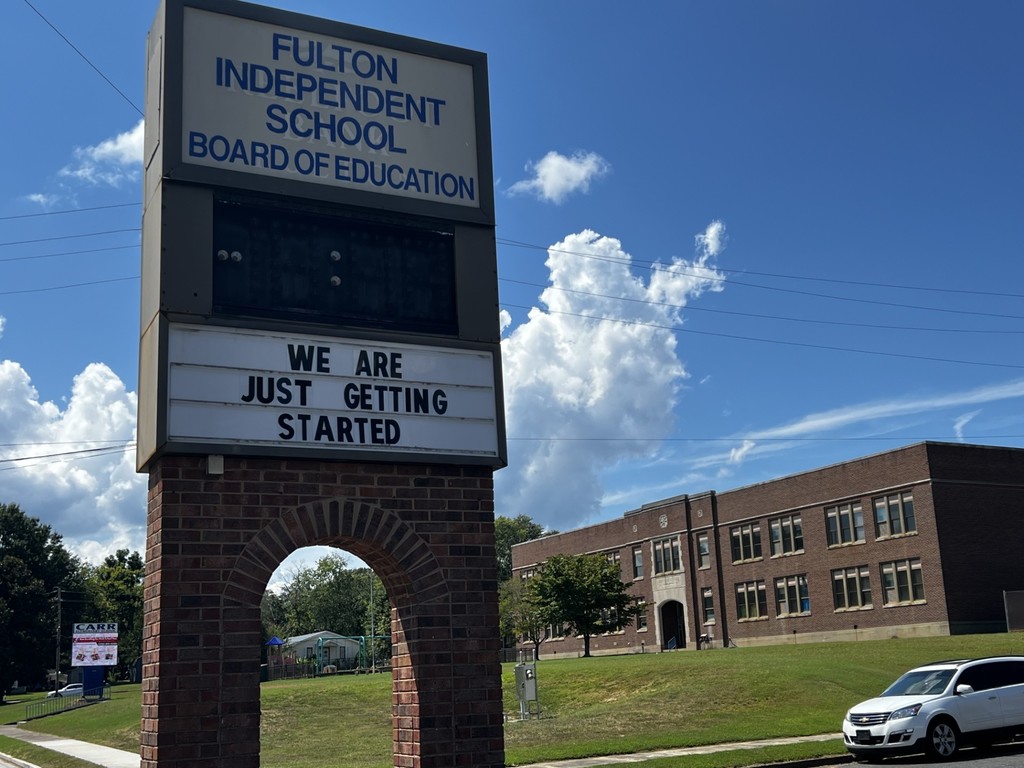 FULTON
INDEPENDENT
SCHOOL
BOARD OF EDUCATION
WE ARE
JUST GETTING
STARTED
CARR